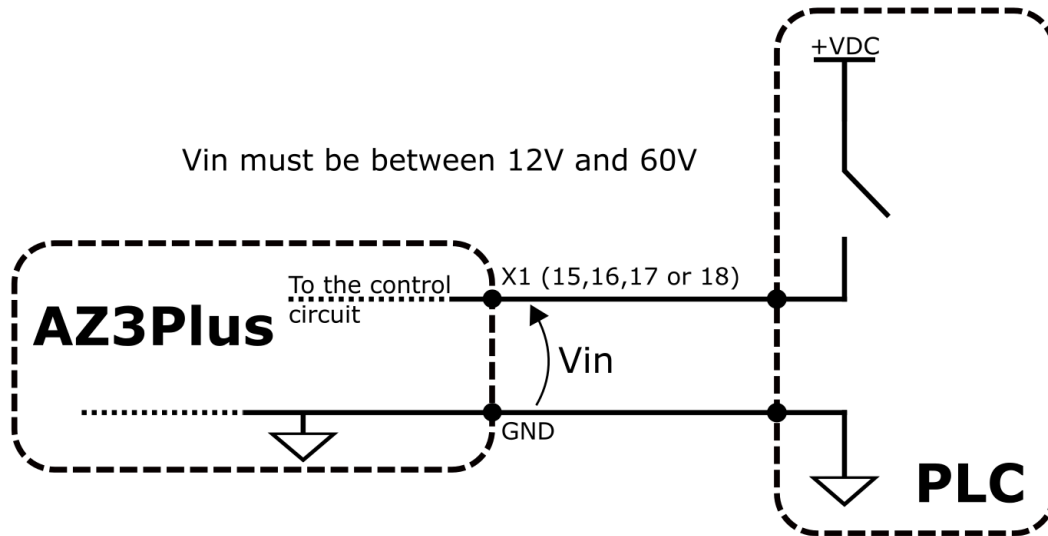 +VDC
Vin must be between 12V and 60V
To the control
circuit
X1 (15,16,17 or 18)
AZ3Plus
Vin
GND
PLC